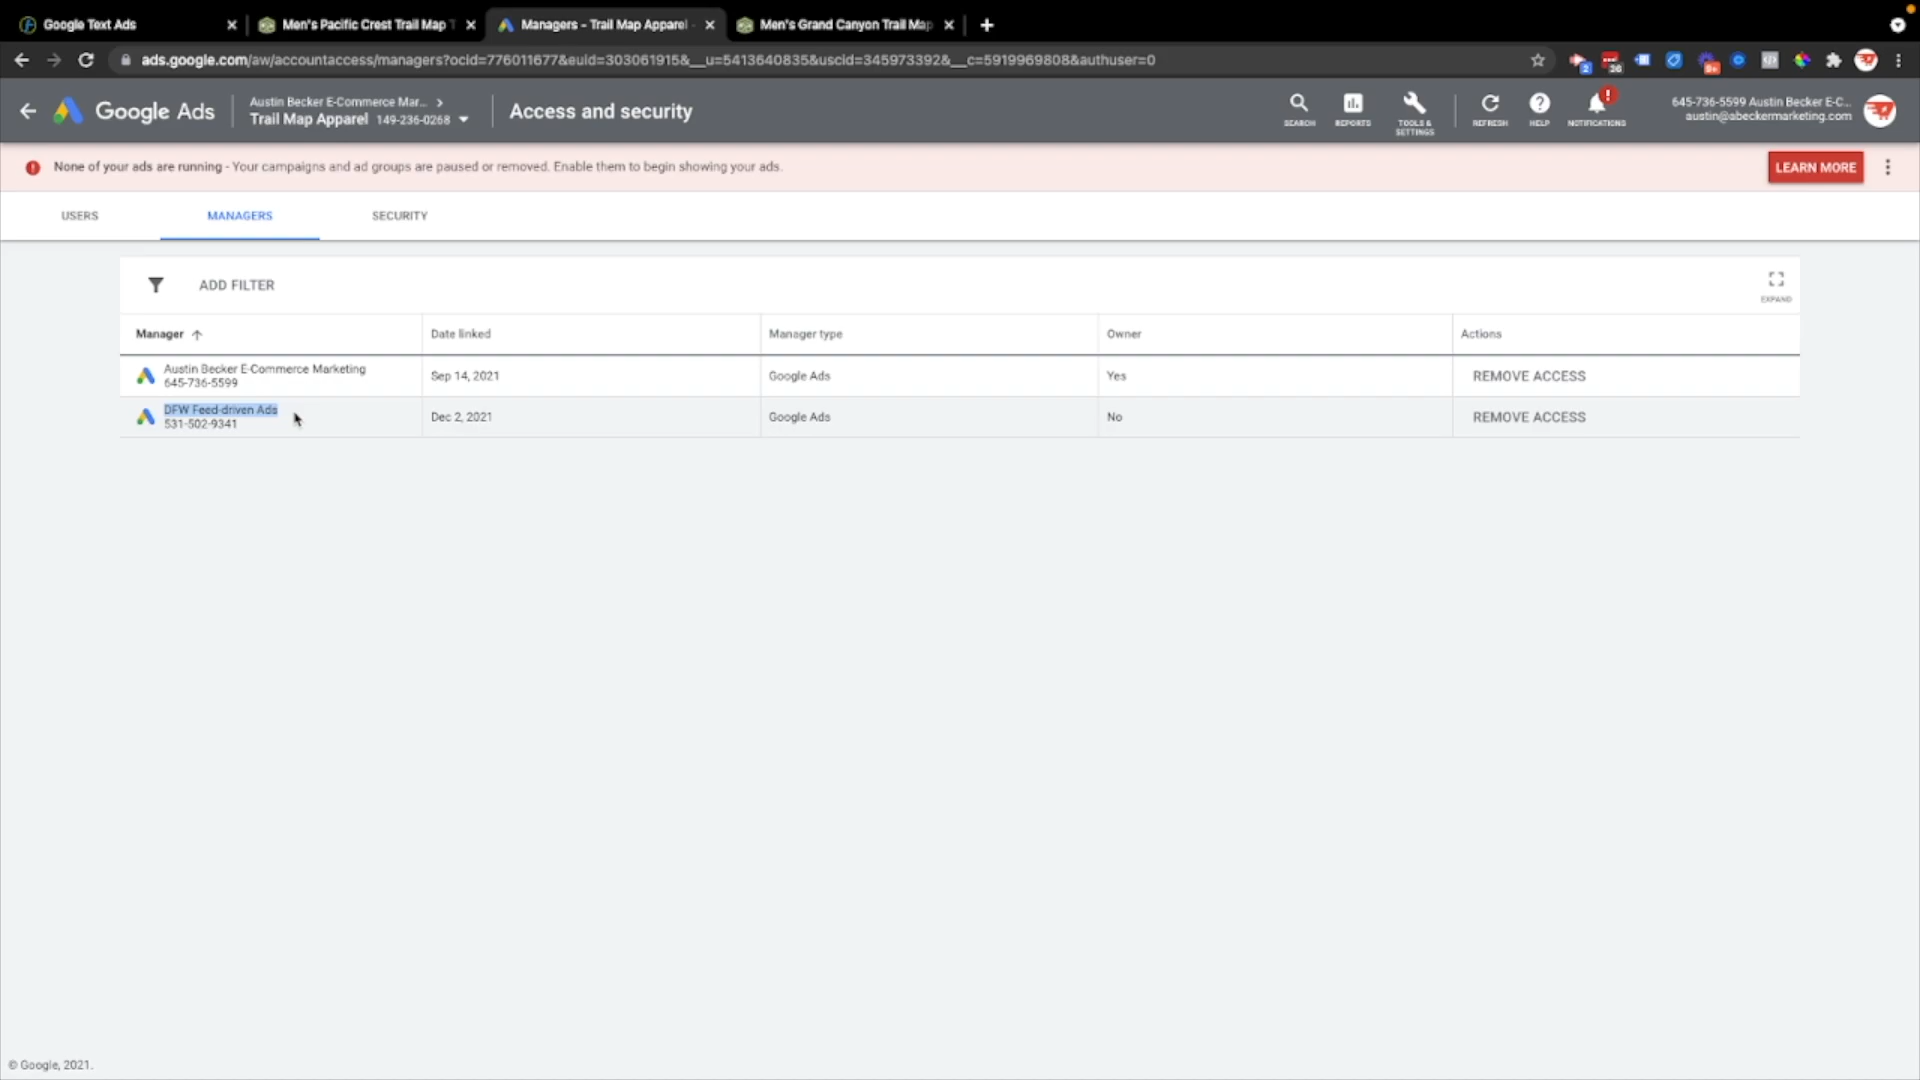 Google Text Ads
Men's Pacific Crest Trail Map T
Managers - Trail Map Apparel -
Men's Grand Canyon Trail Map
ads.google.com/aw/accountaccess/managers?ocid=776011677&euid=303061915&__u=5413640835&uscid=345973392&__c=5919969808&authuser=0
Google Ads
Austin Becker E-Commerce Mar...
Trail Map Apparel 149-236-0268
Access and security
SEARCH
REPORTS
TOOLS & SETTINGS
REFRESH
HELP
NOTIFICATIONS
645-736-5599 Austin Becker E-C...
austin@abeckermarketing.com
None of your ads are running - Your campaigns and ad groups are paused or removed. Enable them to begin showing your ads.
LEARN MORE
USERS
MANAGERS
SECURITY
ADD FILTER
EXPAND
Manager
Date linked
Manager type
Owner
Actions
Austin Becker E-Commerce Marketing
645-736-5599
Sep 14, 2021
Google Ads
Yes
REMOVE ACCESS
DFW Feed-driven Ads
531-502-9341
Dec 2, 2021
Google Ads
No
REMOVE ACCESS
© Google, 2021.